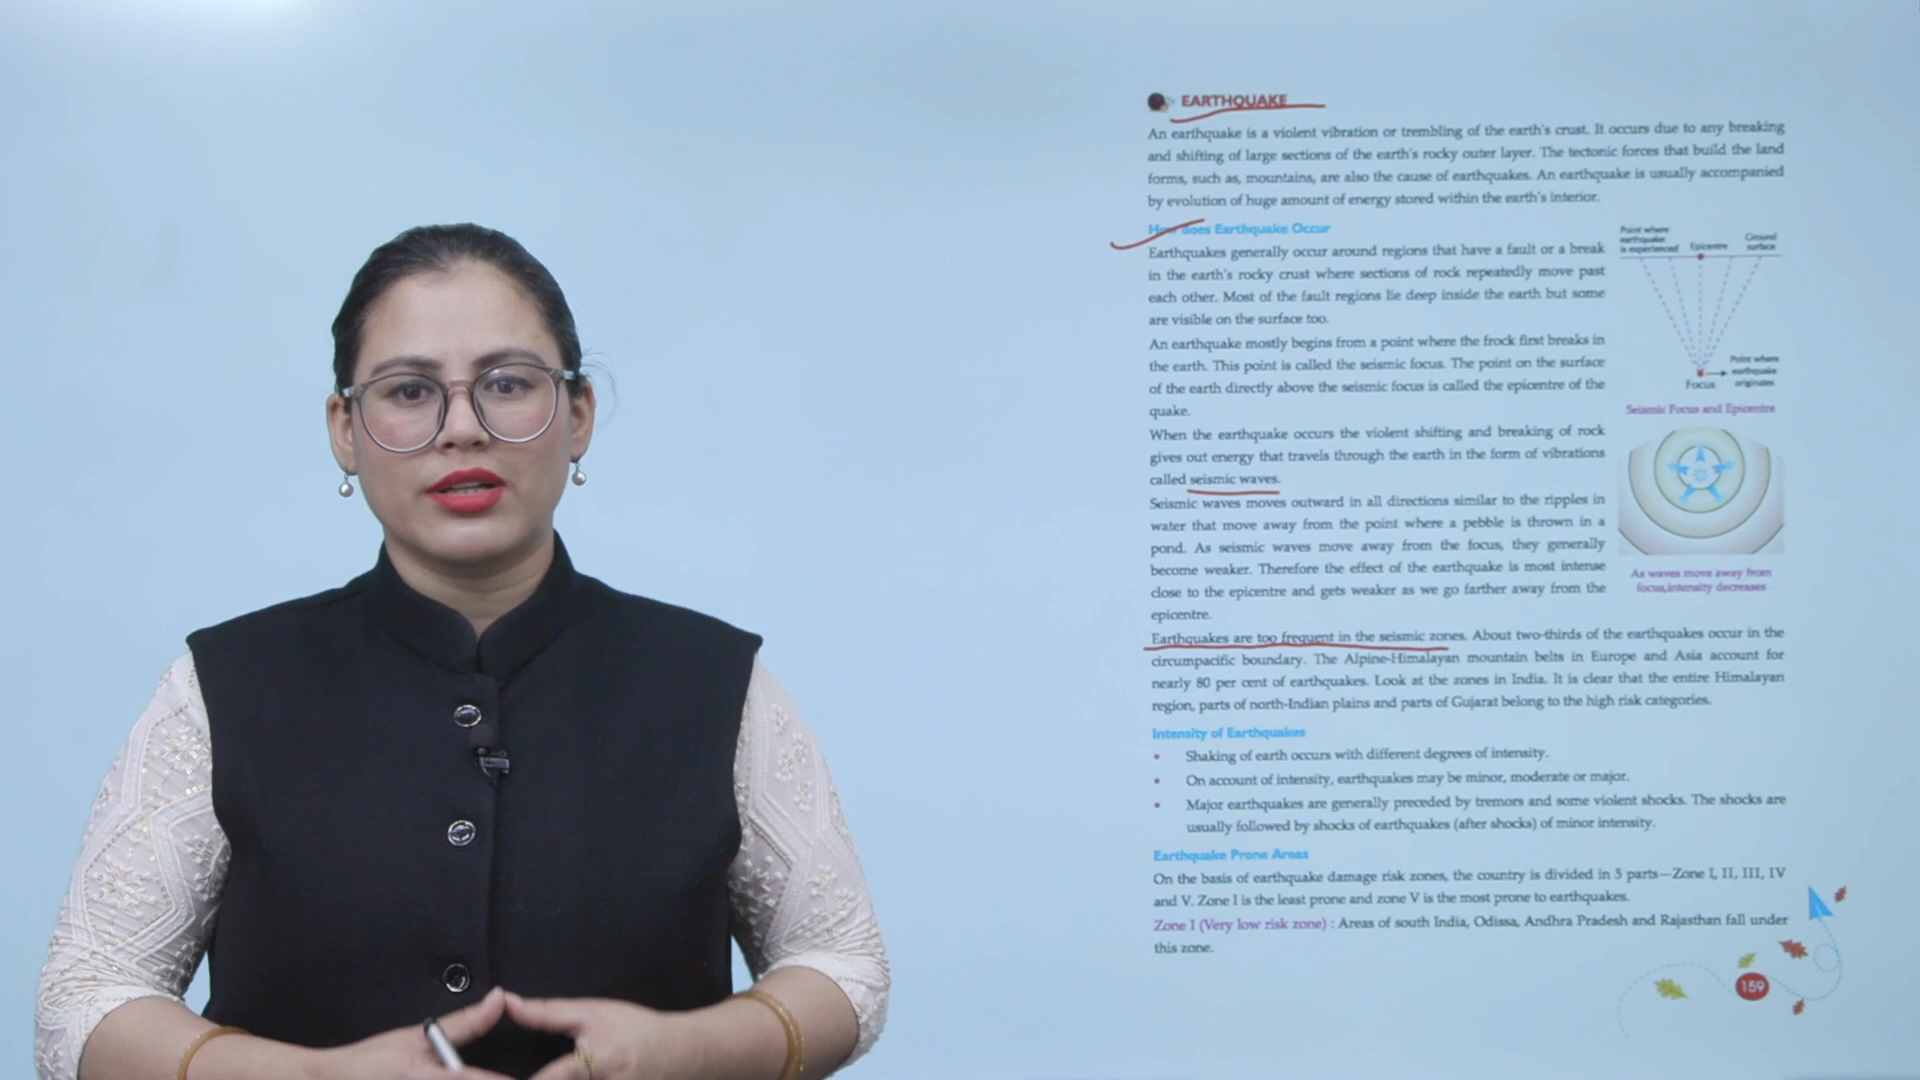 EARTHQUAKE
An earthquake is a violent vibration or trembling of the earth's crust. It occurs due to any breaking
and shifting of large sections of the earth's rocky outer layer. The tectonic forces that build the land
forms, such as, mountains, are also the cause of earthquakes. An earthquake is usually accompanied
by evolution of huge amount of energy stored within the earth's interior.
How does Earthquake Occur
Earthquakes generally occur around regions that have a fault or a break
in the earth's rocky crust where sections of rock repeatedly move past
each other. Most of the fault regions lie deep inside the earth but some
are visible on the surface too.
An earthquake mostly begins from a point where the frock first breaks in
the earth. This point is called the seismic focus. The point on the surface
of the earth directly above the seismic focus is called the epicentre of the
quake.
When the earthquake occurs the violent shifting and breaking of rock
gives out energy that travels through the earth in the form of vibrations
called seismic waves.
Seismic waves moves outward in all directions similar to the ripples in
water that move away from the point where a pebble is thrown in a
pond. As seismic waves move away from the focus, they generally
become weaker. Therefore the effect of the earthquake is most intense
close to the epicentre and gets weaker as we go farther away from the
epicentre.
Point where
earthquake
is experienced
Epicentre
Ground
surface
Point where
earthquake
originates
Focus
Seismic Focus and Epicentre
As waves move away from
focus,intensity decreases
Earthquakes are too frequent in the seismic zones. About two-thirds of the earthquakes occur in the
circumpacific boundary. The Alpine-Himalayan mountain belts in Europe and Asia account for
nearly 80 per cent of earthquakes. Look at the zones in India. It is clear that the entire Himalayan
region, parts of north-Indian plains and parts of Gujarat belong to the high risk categories.
Intensity of Earthquakes
• Shaking of earth occurs with different degrees of intensity.
• On account of intensity, earthquakes may be minor, moderate or major.
• Major earthquakes are generally preceded by tremors and some violent shocks. The shocks are
usually followed by shocks of earthquakes (after shocks) of minor intensity.
Earthquake Prone Areas
On the basis of earthquake damage risk zones, the country is divided in 5 parts—Zone I, II, III, IV
and V. Zone I is the least prone and zone V is the most prone to earthquakes.
Zone I (Very low risk zone) : Areas of south India, Odissa, Andhra Pradesh and Rajasthan fall under
this zone.
159